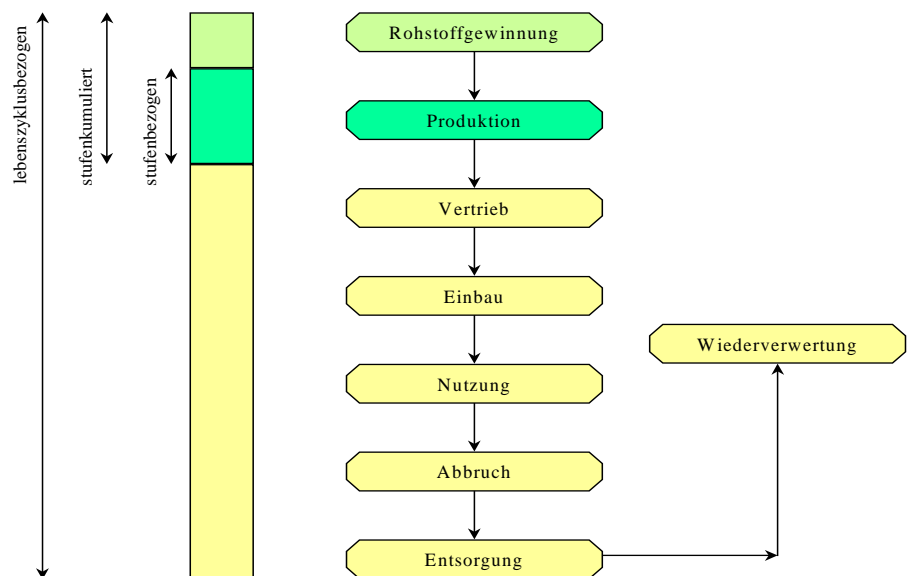 lebenszyklusbezogen
stufenkumuliert
stufenbezogen
Rohstoffgewinnung
Produktion
Vertrieb
Einbau
Wiederverwertung
Nutzung
Abbruch
Entsorgung